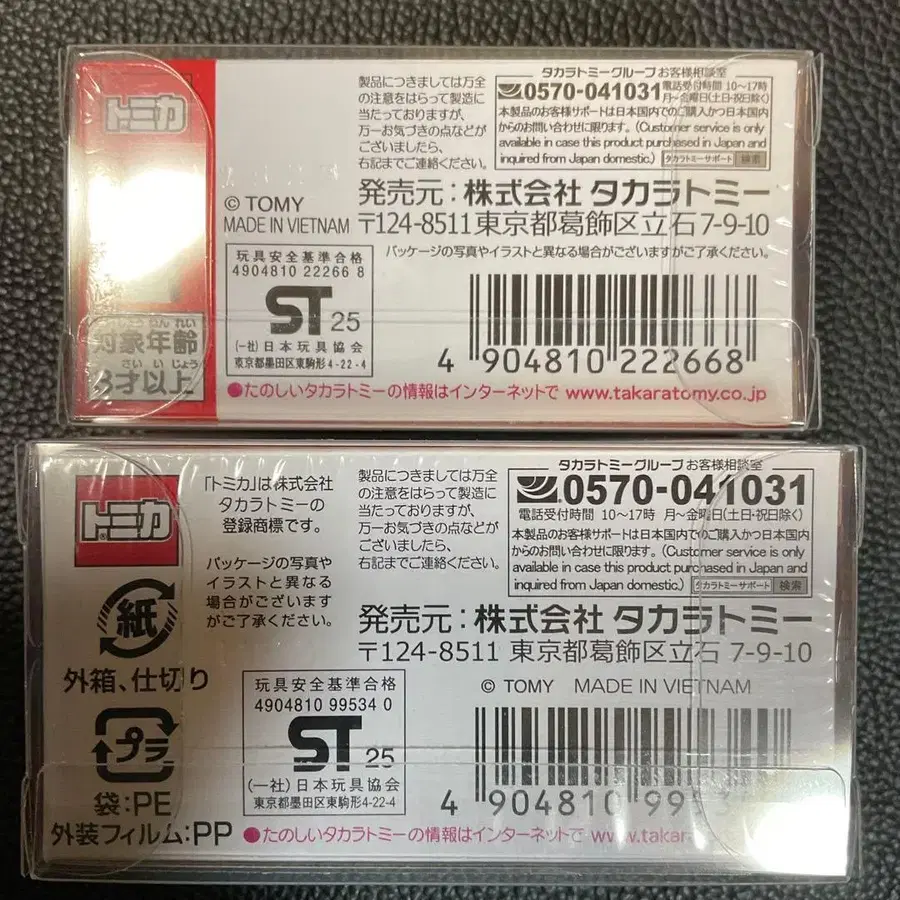 トミカ
製品につきましては万全
の注意をはらって製造に
当たっておりますが、
万一お気づきの点などが
ございましたら、
右記までご連絡ください。
タカラトミーグループお客様相談室
0570-041031
電話受付時間 10〜17時
月〜金曜日(土日・祝日除く)
本製品のお客様サポートは日本国内でのご購入かつ日本国内
からのお問い合わせに限ります。(Customer service is only
available in case this product purchased in Japan and
inquired from Japan domestic.) タカラトミーサポート 検索
© TOMY
MADE IN VIETNAM
発売元:株式会社 タカラトミー
〒124-8511東京都葛飾区立石7-9-10
パッケージの写真やイラストと異なる場合がございますがご了承ください。
玩具安全基準合格
4904810 22266 8
ST 25
(一社)日本玩具協会
東京都墨田区東駒形4-22-4
4 904810 222668
対象年齢
3才以上
●たのしいタカラトミーの情報はインターネットで www.takaratomy.co.jp
トミカ
「トミカ」は株式会社
タカラトミーの
登録商標です。
パッケージの写真や
イラストと異なる
場合がございます
がご了承ください。
製品につきましては万全
の注意をはらって製造に
当たっておりますが、
万一お気づきの点などが
ございましたら、
右記までご連絡ください。
タカラトミーグループお客様相談室
0570-041031
電話受付時間 10〜17時 月〜金曜日(土日・祝日除く)
本製品のお客様サポートは日本国内でのご購入かつ日本国内
からのお問い合わせに限ります。(Customer service is only
available in case this product purchased in Japan and
inquired from Japan domestic.) タカラトミーサポート 検索
発売元:株式会社 タカラトミー
〒124-8511 東京都葛飾区立石 7-9-10
© TOMY MADE IN VIETNAM
紙
外箱、仕切り
プラ
袋:PE
外装フィルム:PP
玩具安全基準合格
4904810 99534 0
ST 25
(一社)日本玩具協会
東京都墨田区東駒形4-22-4
4 904810 99
●たのしいタカラトミーの情報はインターネットで www.takara